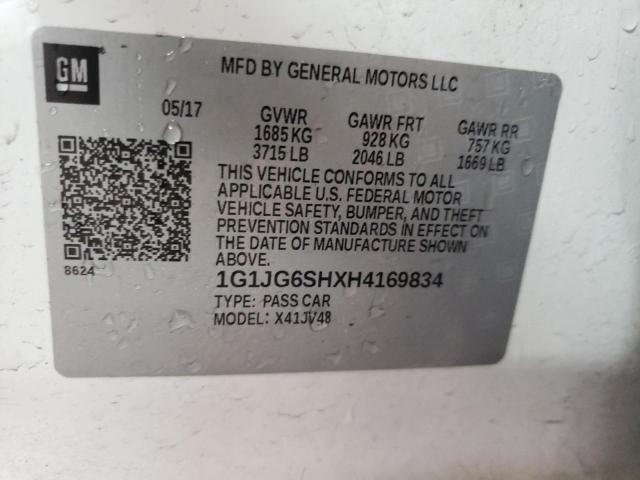 GM
MFD BY GENERAL MOTORS LLC
05/17
GVWR
1685 KG
3715 LB
GAWR FRT
928 KG
2046 LB
GAWR RR
757 KG
1669 LB
THIS VEHICLE CONFORMS TO ALL
APPLICABLE U.S. FEDERAL MOTOR
VEHICLE SAFETY, BUMPER, AND THEFT
PREVENTION STANDARDS IN EFFECT ON
THE DATE OF MANUFACTURE SHOWN
ABOVE.
8624
1G1JG6SHXH4169834
TYPE: PASS CAR
MODEL: X41JV48